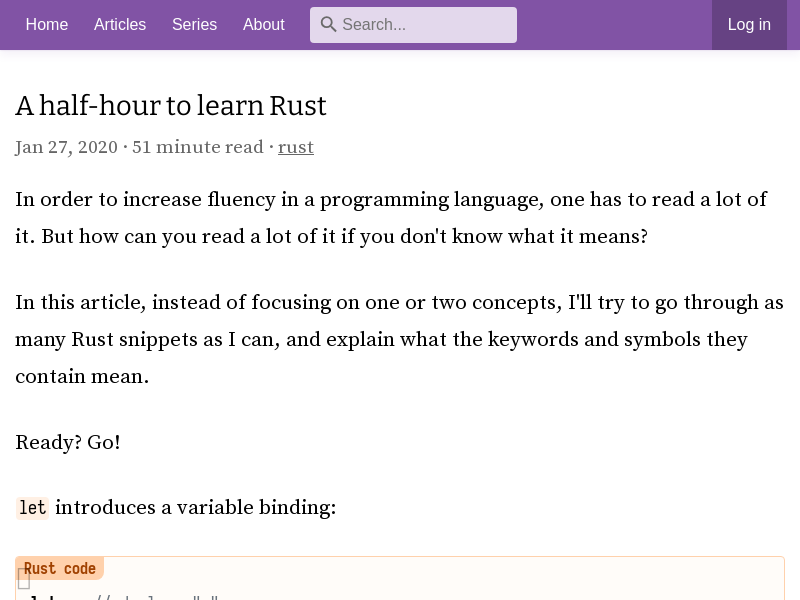 Home Articles Series About Search... Log in
A half-hour to learn Rust
Jan 27, 2020 · 51 minute read · rust
In order to increase fluency in a programming language, one has to read a lot of
it. But how can you read a lot of it if you don't know what it means?
In this article, instead of focusing on one or two concepts, I'll try to go through as
many Rust snippets as I can, and explain what the keywords and symbols they
contain mean.
Ready? Go!
let introduces a variable binding:
Rust code